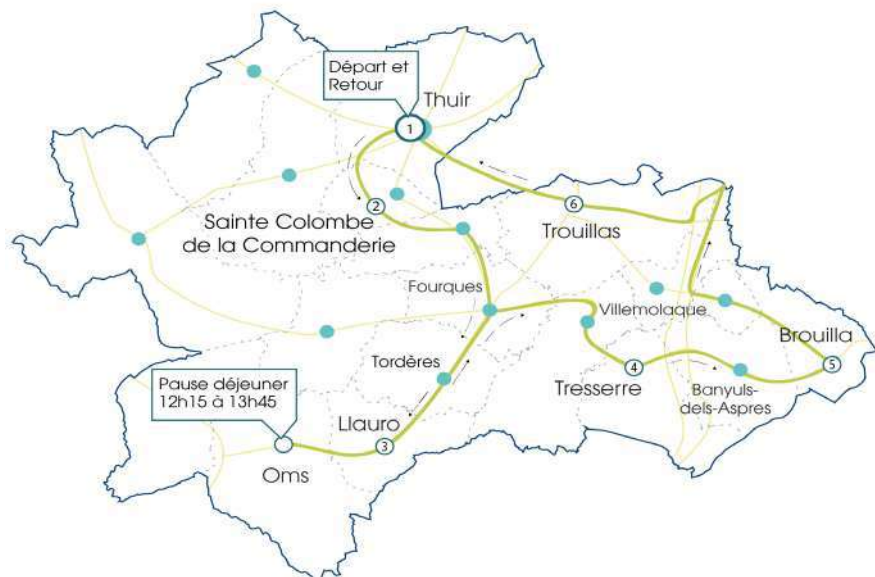 Départ et
Retour
Thuir
1
2
Sainte Colombe
de la Commanderie
6
Trouillas
Fourques
Villemolaque
Brouilla
Tordères
4
5
Tresserre
Banyuls-
dels-Aspres
Pause déjeuner
12h15 à 13h45
Llauro
3
Oms